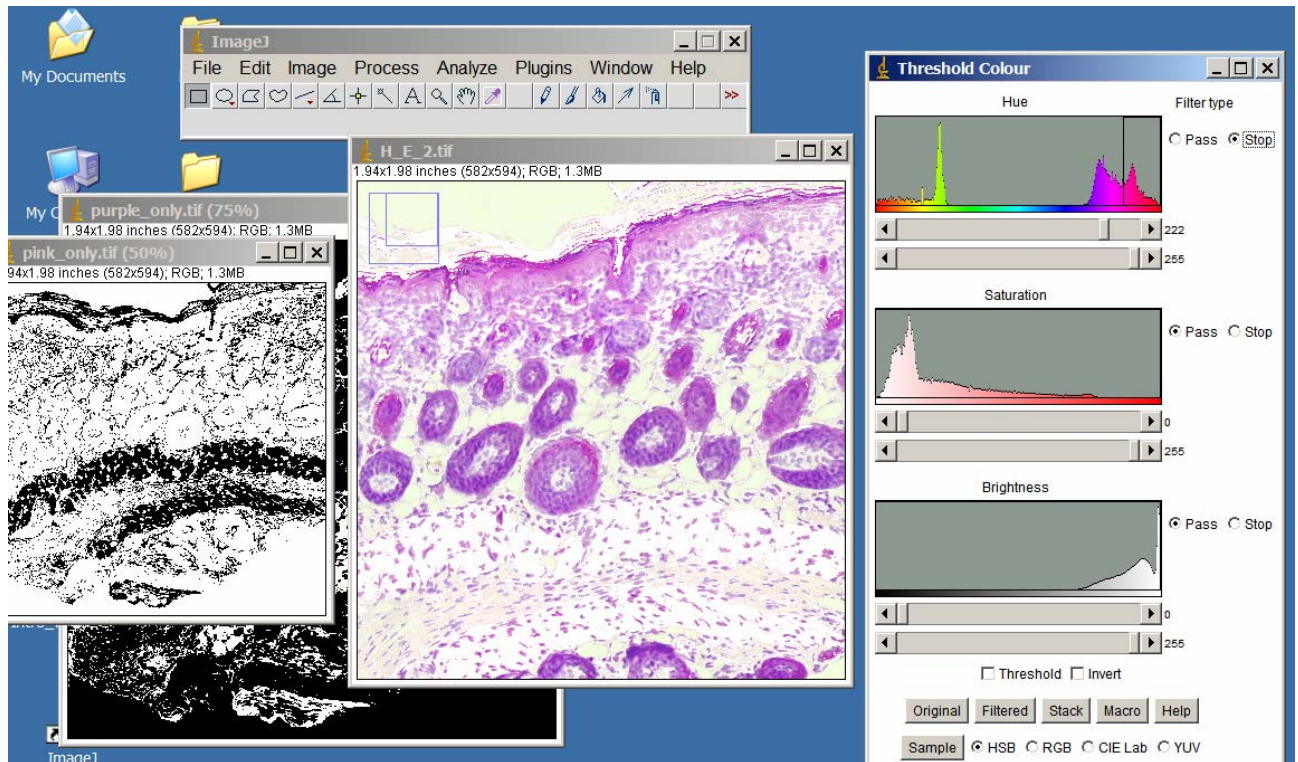 My Documents
ImageJ
File Edit Image Process Analyze Plugins Window Help
>>
H_E_2.tif
1.94x1.98 inches (582x594); RGB; 1.3MB
My C
purple_only.tif (75%)
1.94x1.98 inches (582x594); RGB; 1.3MB
pink_only.tif (50%)
94x1.98 inches (582x594); RGB; 1.3MB
ImageJ
Threshold Colour
Hue Filter type
Pass Stop
222
255
Saturation
Pass Stop
0
255
Brightness
Pass Stop
0
255
Threshold Invert
Original Filtered Stack Macro Help
Sample HSB RGB CIE Lab YUV